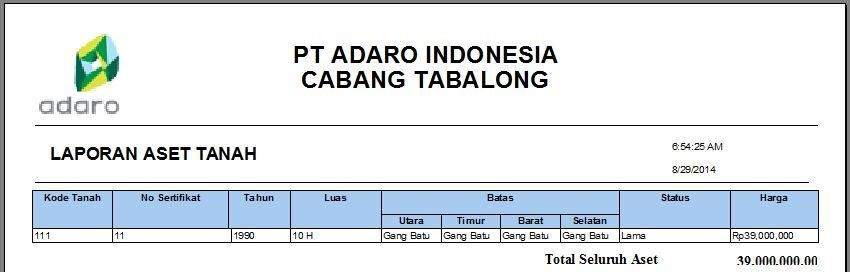 adaro
PT ADARO INDONESIA
CABANG TABALONG
LAPORAN ASET TANAH
6:54:25 AM
8/29/2014
Kode Tanah No Sertifikat Tahun Luas Batas Status Harga
Utara Timur Barat Selatan
111 11 1990 10 H Gang Batu Gang Batu Gang Batu Gang Batu Lama Rp39,000,000
Total Seluruh Aset 39.000.000.00